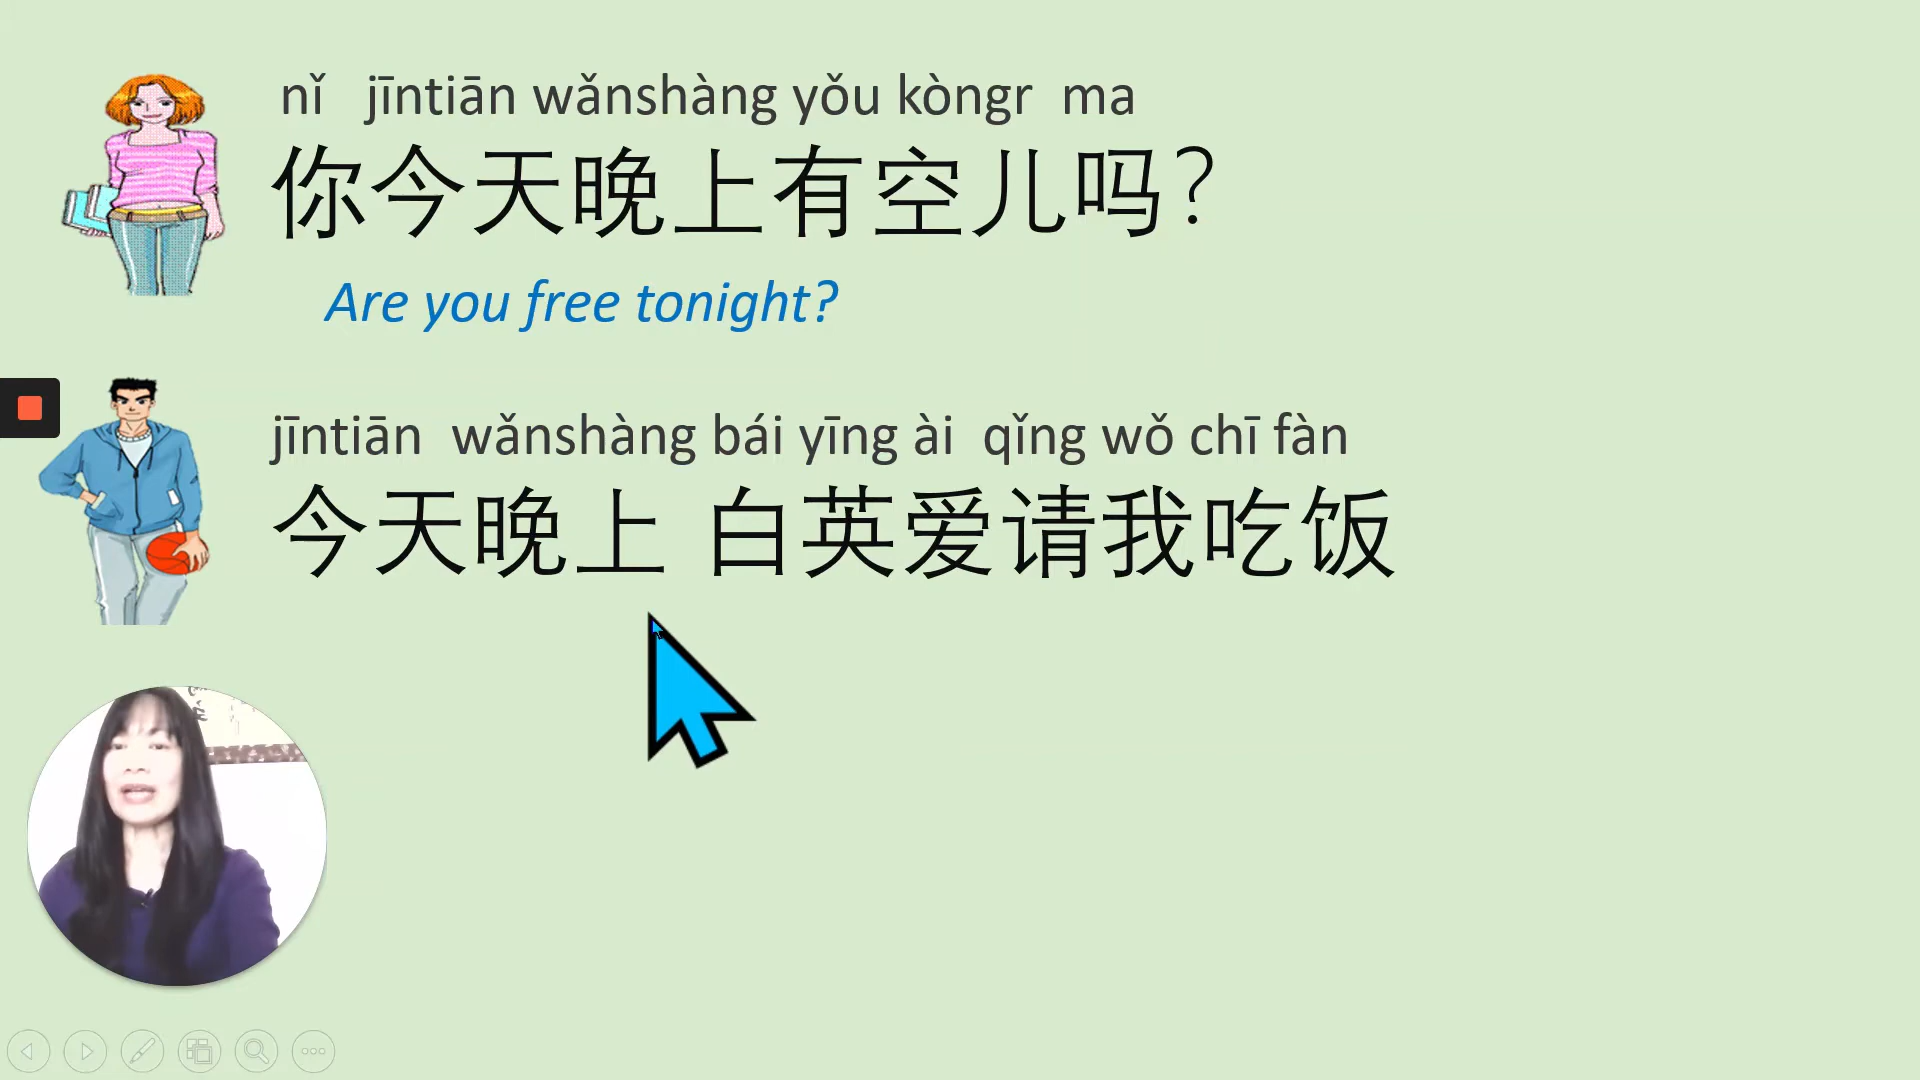 nǐ jīntiān wǎnshàng yǒu kòngr ma
你今天晚上有空儿吗?
Are you free tonight?
jīntiān wǎnshàng bái yīng ài qǐng wǒ chī fàn
今天晚上 白英爱请我吃饭